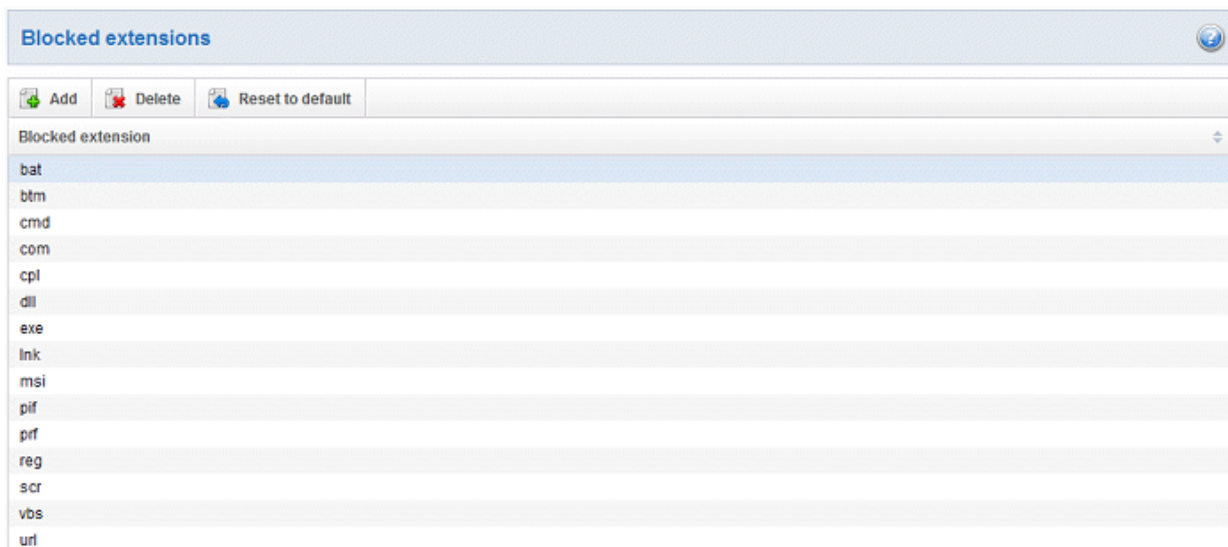 Blocked extensions
Add Delete Reset to default
Blocked extension
bat
btm
cmd
com
cpl
dll
exe
lnk
msi
pif
prf
reg
scr
vbs
url